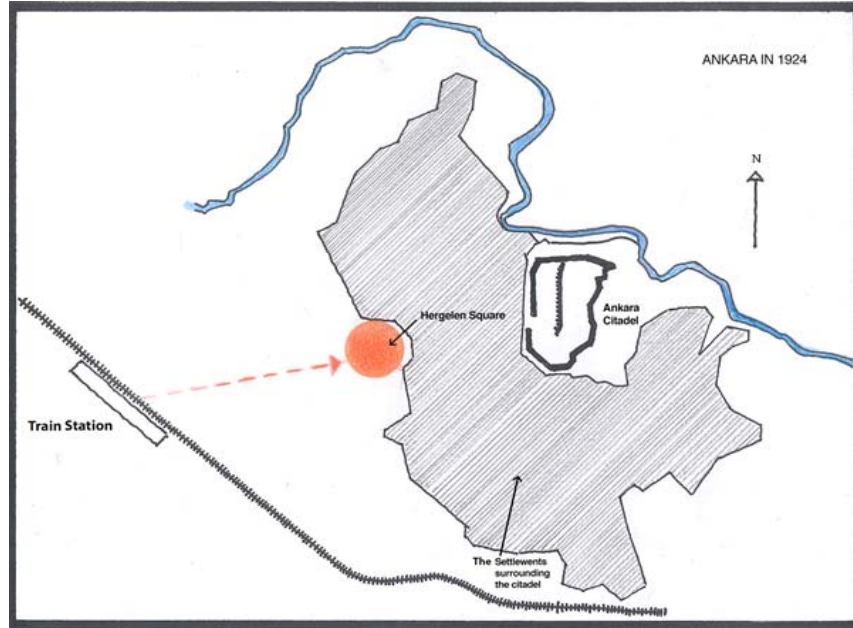 ANKARA IN 1924
N
Hergelen Square
Ankara
Citadel
Train Station
The Settlewents
surrounding
the citadel